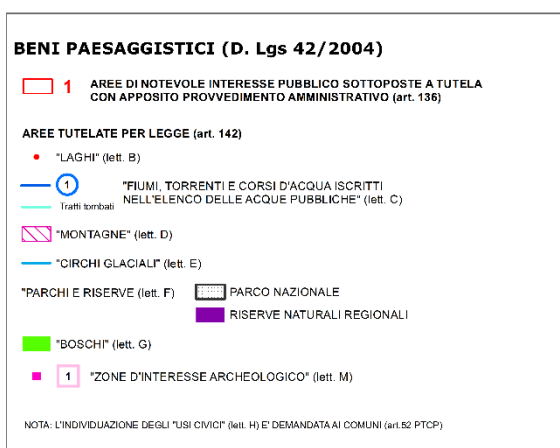 BENI PAESAGGISTICI (D. Lgs 42/2004)
1 AREE DI NOTEVOLE INTERESSE PUBBLICO SOTTOPOSTE A TUTELA
CON APPOSITO PROVVEDIMENTO AMMINISTRATIVO (art. 136)
AREE TUTELATE PER LEGGE (art. 142)
"LAGHI" (lett. B)
1 "FIUMI, TORRENTI E CORSI D'ACQUA ISCRITTI
Tratti tombati NELL'ELENCO DELLE ACQUE PUBBLICHE" (lett. C)
"MONTAGNE" (lett. D)
"CIRCHI GLACIALI" (lett. E)
"PARCHI E RISERVE (lett. F) PARCO NAZIONALE
RISERVE NATURALI REGIONALI
"BOSCHI" (lett. G)
1 "ZONE D'INTERESSE ARCHEOLOGICO" (lett. M)
NOTA: L'INDIVIDUAZIONE DEGLI "USI CIVICI" (lett. H) E' DEMANDATA AI COMUNI (art.52 PTCP)